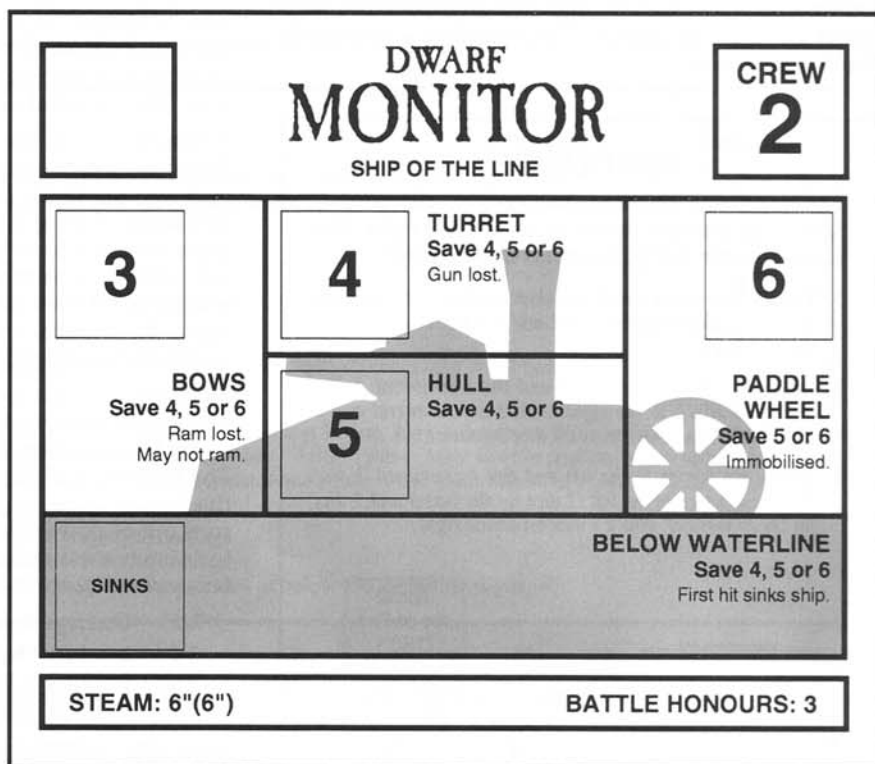 DWARF
MONITOR
SHIP OF THE LINE
CREW
2
3
BOWS
Save 4, 5 or 6
Ram lost.
May not ram.
4
TURRET
Save 4, 5 or 6
Gun lost.
5
HULL
Save 4, 5 or 6
6
PADDLE
WHEEL
Save 5 or 6
Immobilised.
SINKS
BELOW WATERLINE
Save 4, 5 or 6
First hit sinks ship.
STEAM: 6"(6")
BATTLE HONOURS: 3